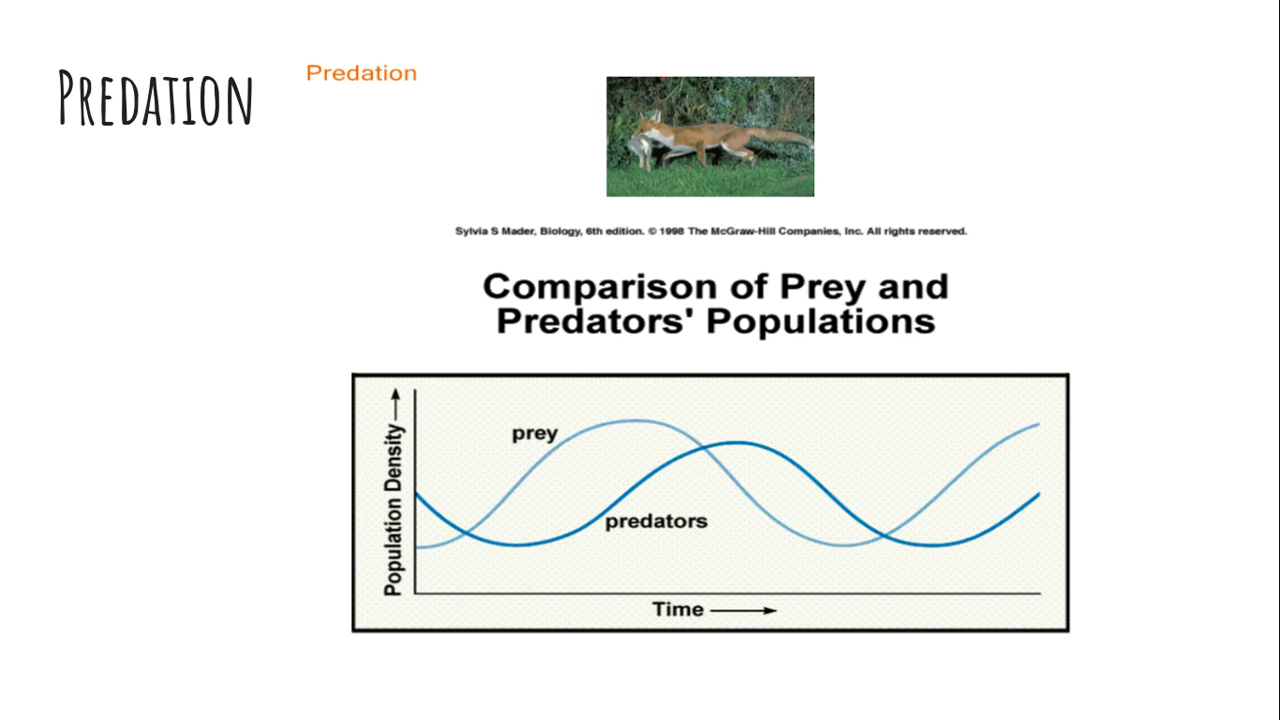 Predation
Predation
Sylvia S Mader, Biology, 6th edition. © 1998 The McGraw-Hill Companies, Inc. All rights reserved.
Comparison of Prey and
Predators' Populations
Population Density
prey
predators
Time